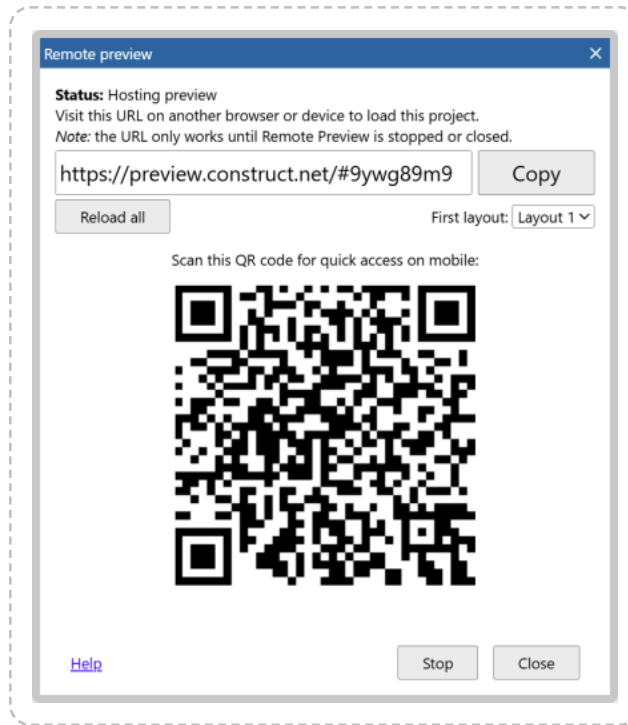 Remote preview
Status: Hosting preview
Visit this URL on another browser or device to load this project.
Note: the URL only works until Remote Preview is stopped or closed.
https://preview.construct.net/#9ywg89m9 Copy
Reload all First layout: Layout 1
Scan this QR code for quick access on mobile:
Help Stop Close